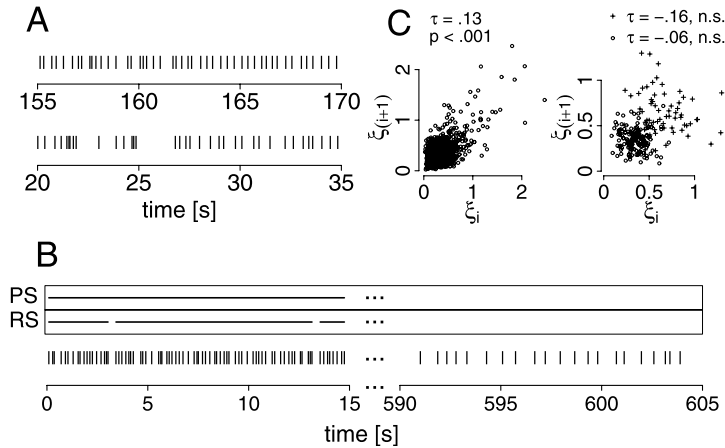 A
155 160 165 170
20 25 30 35
time [s]
C
τ = .13
p < .001
ξ(i+1)
0 1 2
0 1 2
ξi
+ τ = −.16, n.s.
o τ = −.06, n.s.
ξ(i+1)
0 0.5 1
0 0.5 1
ξi
B
PS ...
RS ...
...
...
0 5 10 15 590 595 600 605
time [s]